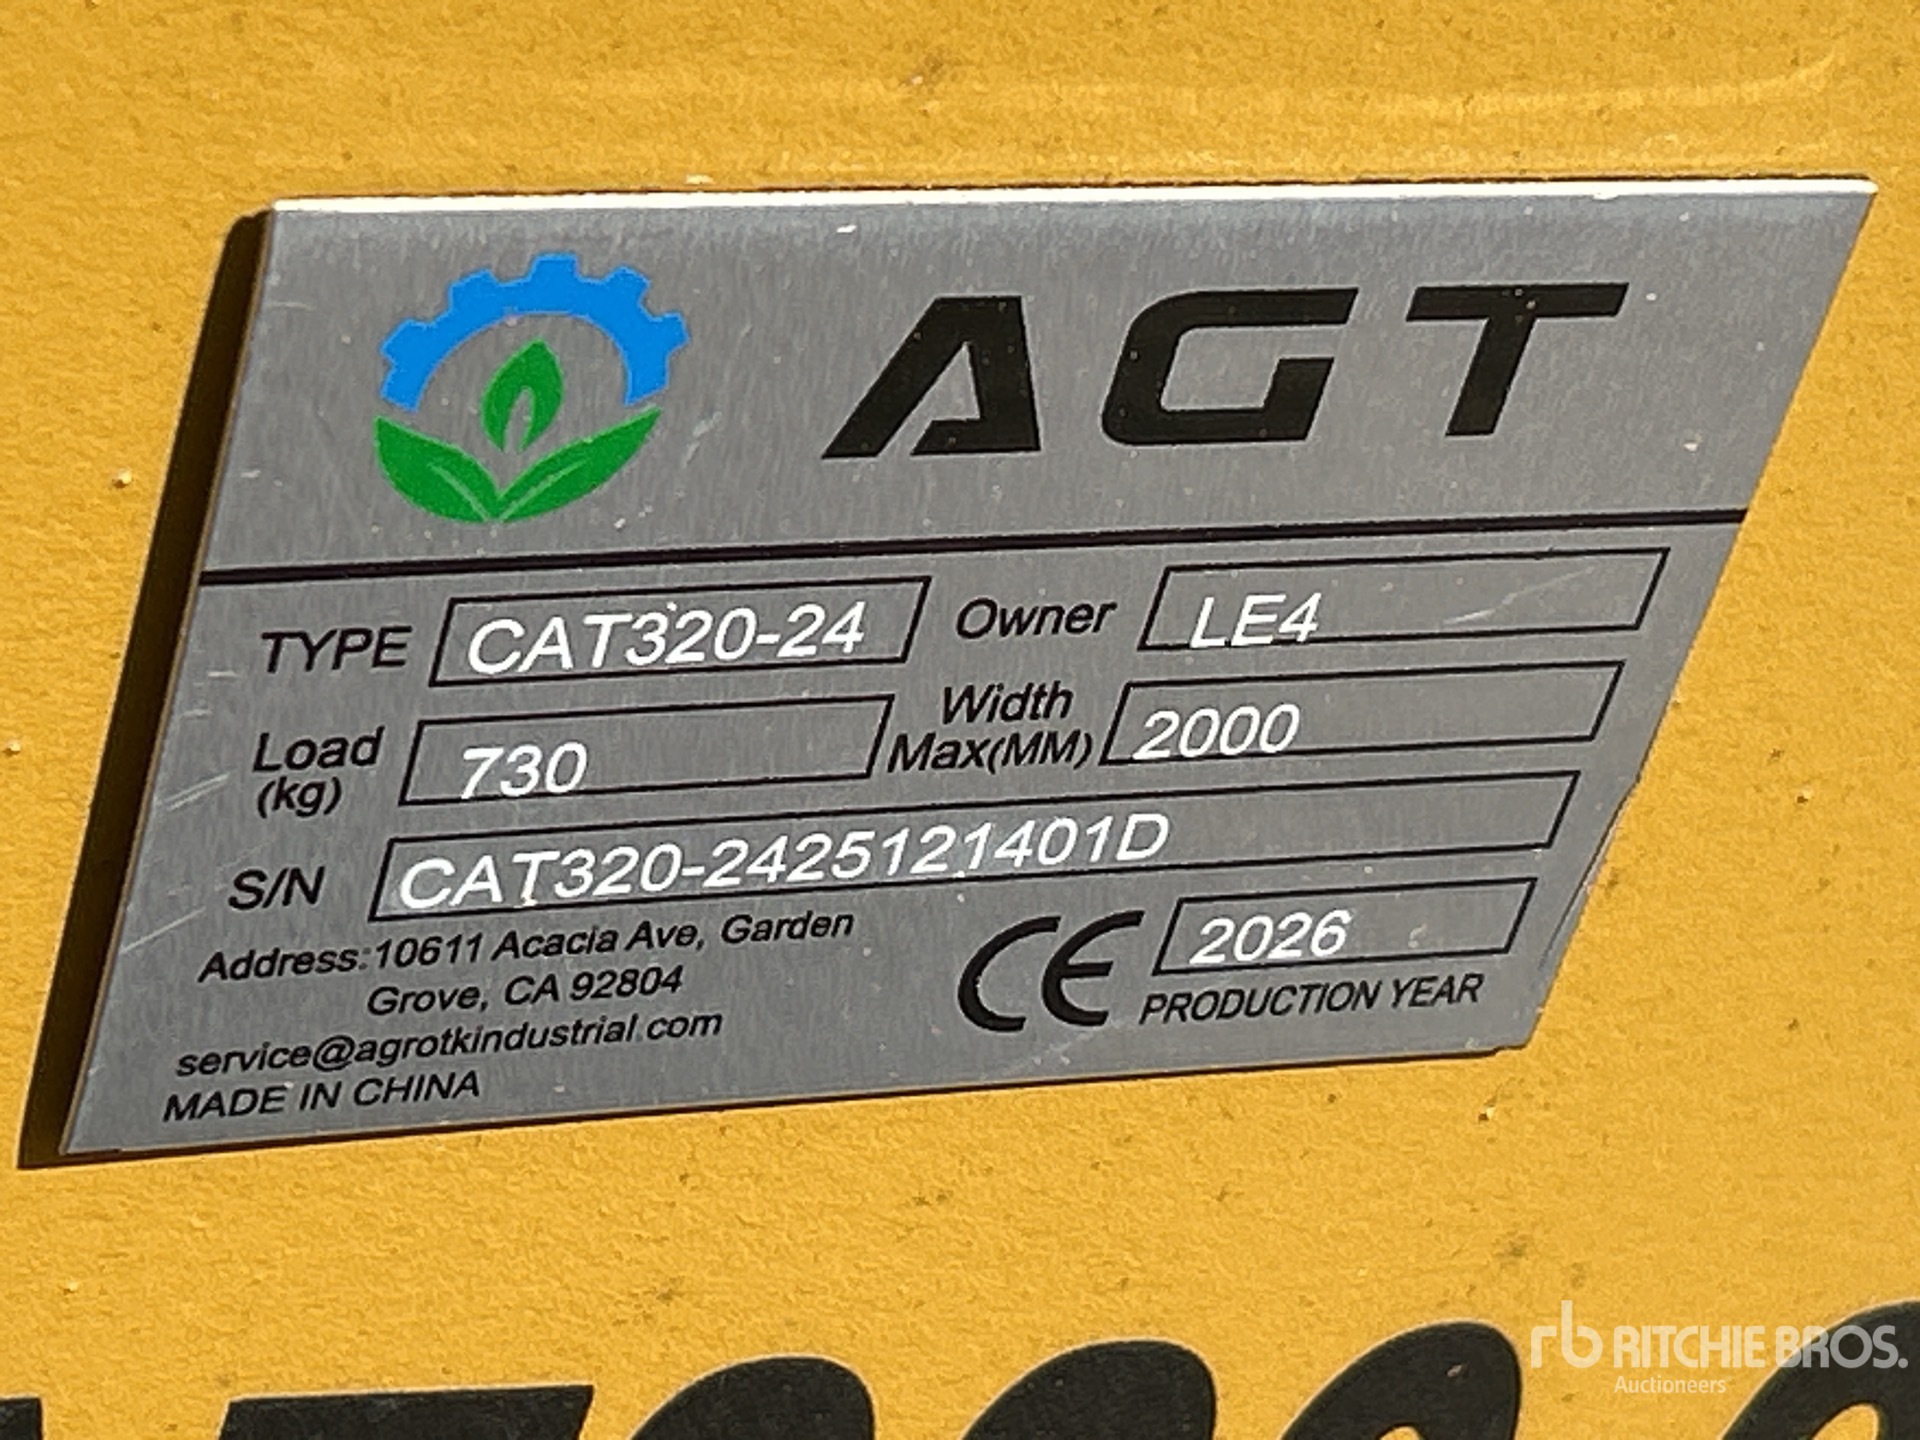 AGT
TYPE CAT320-24 Owner LE4
Load (kg) 730 Width Max(MM) 2000
S/N CAT320-2425121401D
Address:10611 Acacia Ave, Garden
Grove, CA 92804
service@agrotkindustrial.com
MADE IN CHINA
CE 2026
PRODUCTION YEAR
rb RITCHIE BROS.
Auctioneers